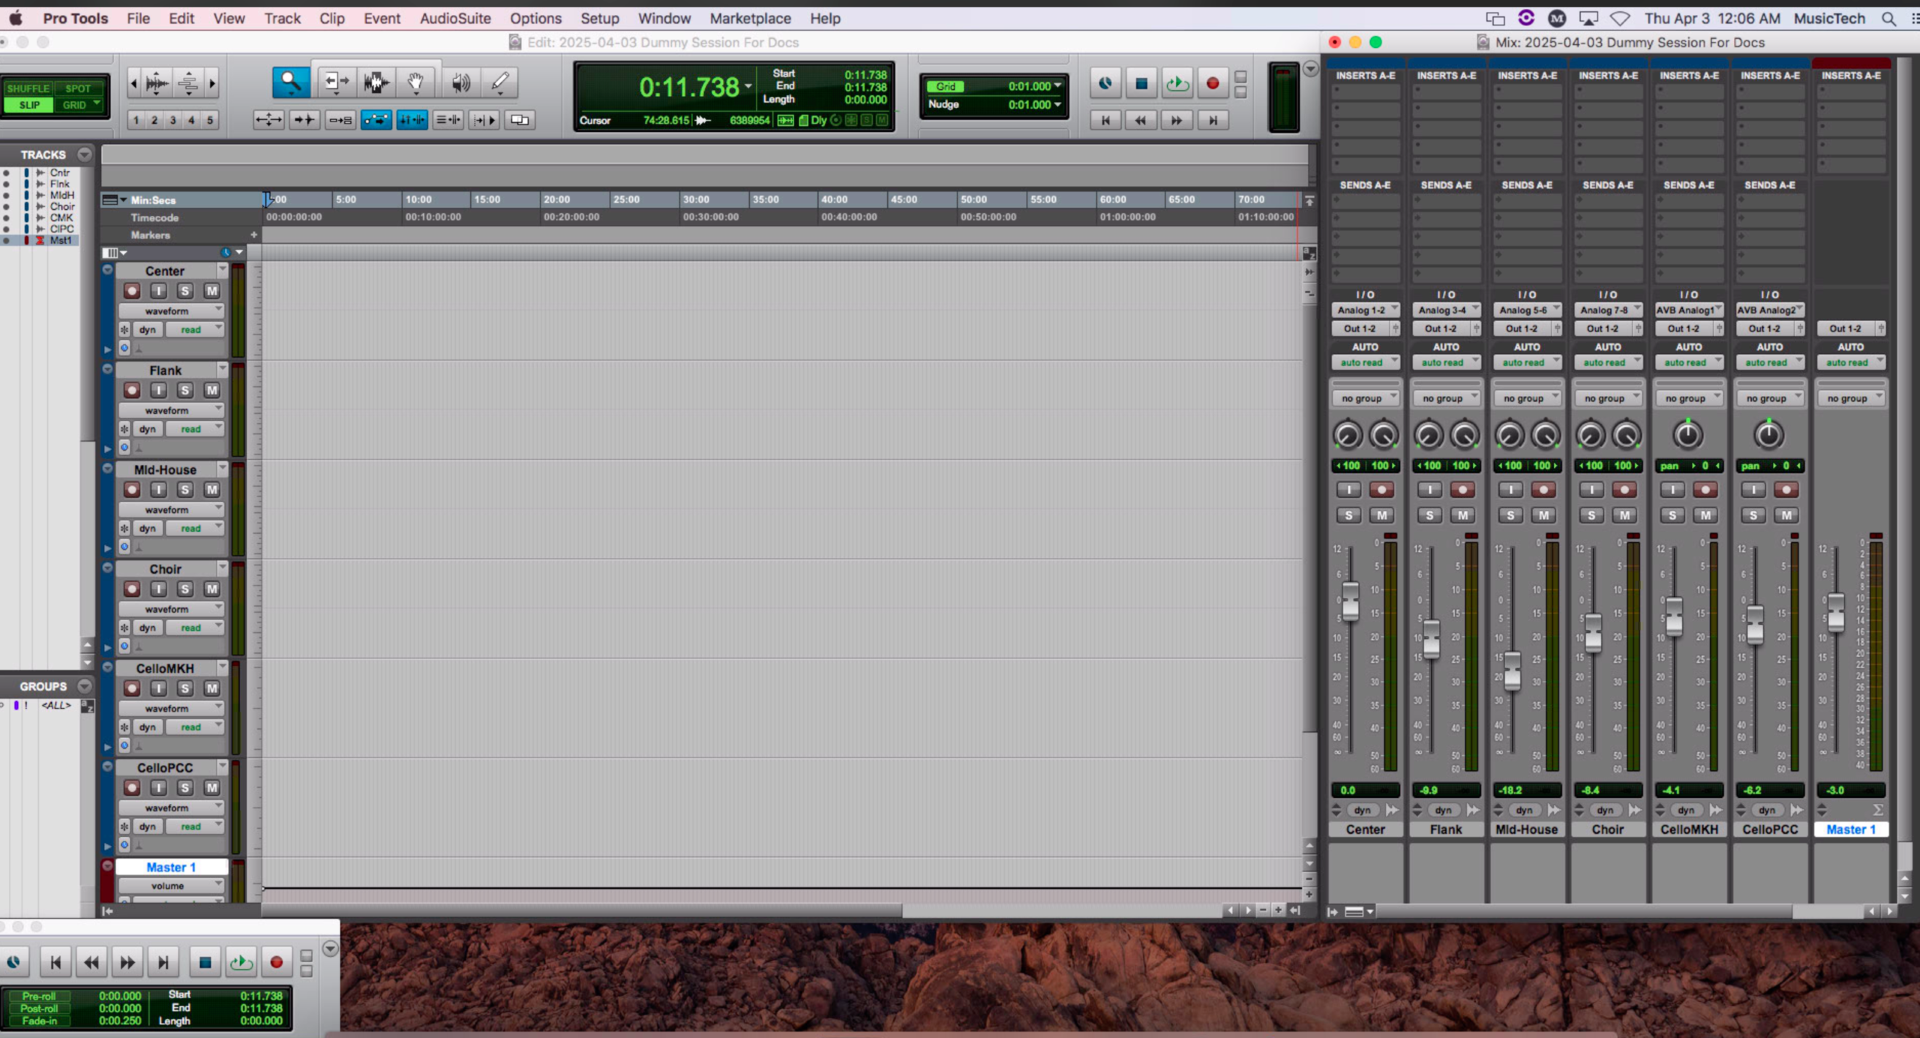 Pro Tools File Edit View Track Clip Event AudioSuite Options Setup Window Marketplace Help
Thu Apr 3 12:06 AM MusicTech
Edit: 2025-04-03 Dummy Session For Docs
SHUFFLE SPOT
SLIP GRID
1 2 3 4 5
0:11.738
Start 0:11.738
End 0:11.738
Length 0:00.000
Cursor 74:28.615 6389954 Dly
Grid 0:01.000
Nudge 0:01.000
TRACKS
Cntr
Flnk
MidH
Choir
CMK
ClPC
Mst1
GROUPS
! <ALL>
Min:Secs 5:00 10:00 15:00 20:00 25:00 30:00 35:00 40:00 45:00 50:00 55:00 60:00 65:00 70:00
Timecode 00:00:00:00 00:10:00:00 00:20:00:00 00:30:00:00 00:40:00:00 00:50:00:00 01:00:00:00 01:10:00:00
Markers
Center
I S M
waveform
dyn read
Flank
I S M
waveform
dyn read
Mid-House
I S M
waveform
dyn read
Choir
I S M
waveform
dyn read
CelloMKH
I S M
waveform
dyn read
CelloPCC
I S M
waveform
dyn read
Master 1
volume
Pre-roll 0:00.000 Start 0:11.738
Post-roll 0:00.000 End 0:11.738
Fade-in 0:00.250 Length 0:00.000
Mix: 2025-04-03 Dummy Session For Docs
INSERTS A-E INSERTS A-E INSERTS A-E INSERTS A-E INSERTS A-E INSERTS A-E INSERTS A-E
SENDS A-E SENDS A-E SENDS A-E SENDS A-E SENDS A-E SENDS A-E
I / O I / O I / O I / O I / O I / O
Analog 1-2 Analog 3-4 Analog 5-6 Analog 7-8 AVB Analog1 AVB Analog2
Out 1-2 Out 1-2 Out 1-2 Out 1-2 Out 1-2 Out 1-2 Out 1-2
AUTO AUTO AUTO AUTO AUTO AUTO AUTO
auto read auto read auto read auto read auto read auto read auto read
no group no group no group no group no group no group no group
100 100 100 100 100 100 100 100 pan 0 pan 0
I I I I I I
S M S M S M S M S M S M
0.0 -9.9 -18.2 -8.4 -4.1 -6.2 -3.0
dyn dyn dyn dyn dyn dyn
Center Flank Mid-House Choir CelloMKH CelloPCC Master 1